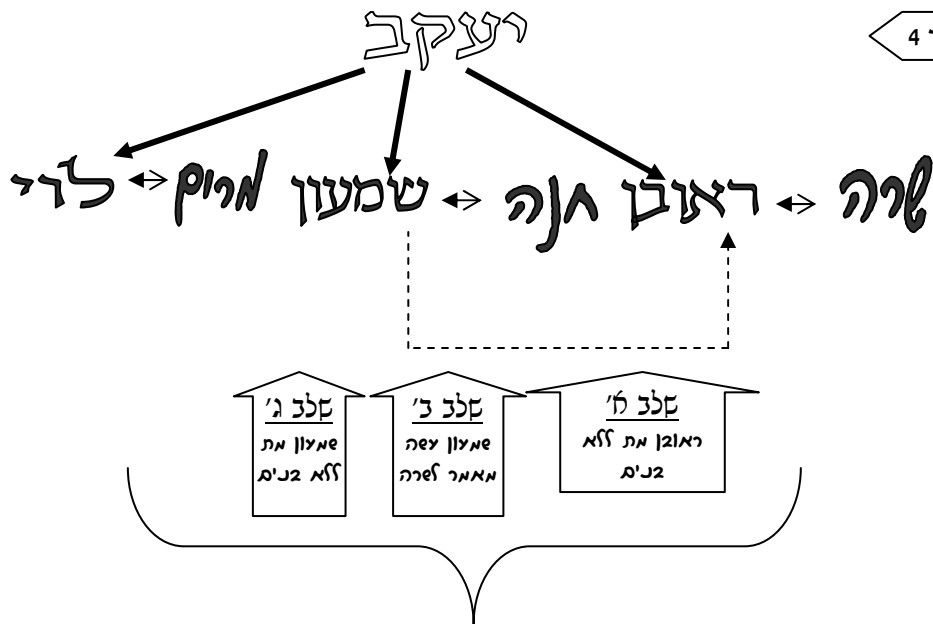 יעקב
4
שרה
ראובן
חנה
שמעון
מרים
לוי
שלב א'
ראובן מת ללא
בנים
שלב ב'
שמעון עשה
מאמר לשרה
שלב ג'
שמעון מת
ללא בנים